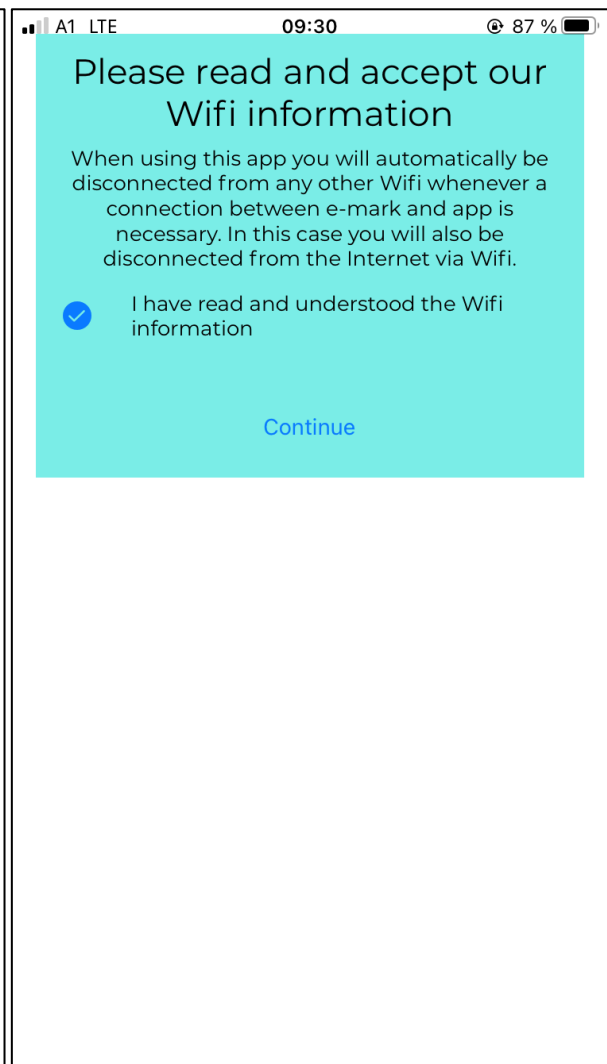 A1 LTE 09:30 87 %
Please read and accept our
Wifi information
When using this app you will automatically be
disconnected from any other Wifi whenever a
connection between e-mark and app is
necessary. In this case you will also be
disconnected from the Internet via Wifi.
I have read and understood the Wifi
information
Continue